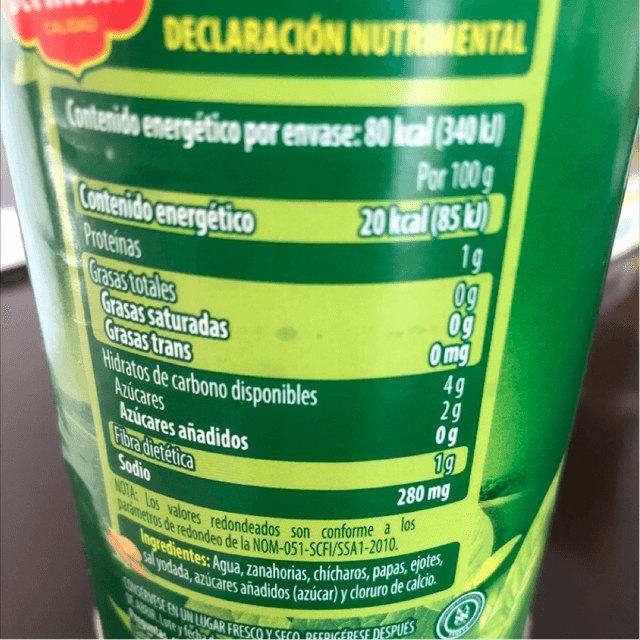 CALIDAD
DECLARACIÓN NUTRIMENTAL
Contenido energético por envase: 80 kcal (340 kJ)
Por 100 g
Contenido energético 20 kcal (85 kJ)
Proteínas 1 g
Grasas totales 0 g
Grasas saturadas 0 g
Grasas trans 0 mg
Hidratos de carbono disponibles 4 g
Azúcares 2 g
Azúcares añadidos 0 g
Fibra dietética 1 g
Sodio 280 mg
NOTA: Los valores redondeados son conforme a los
parámetros de redondeo de la NOM-051-SCFI/SSA1-2010.
Ingredientes: Agua, zanahorias, chícharos, papas, ejotes,
sal yodada, azúcares añadidos (azúcar) y cloruro de calcio.
CONSÉRVESE EN UN LUGAR FRESCO Y SECO. REFRIGÉRESE DESPUÉS
DE ABRIR. Lote y fecha